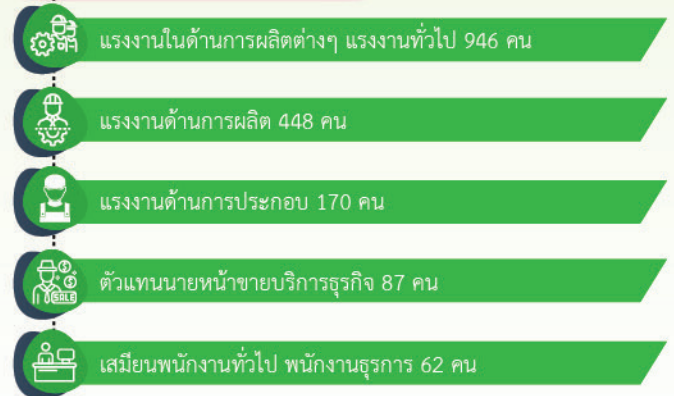 แรงงานในด้านการผลิตต่างๆ แรงงานทั่วไป 946 คน
แรงงานด้านการผลิต 448 คน
แรงงานด้านการประกอบ 170 คน
ตัวแทนนายหน้าขายบริการธุรกิจ 87 คน
SALE
เสมียนพนักงานทั่วไป พนักงานธุรการ 62 คน